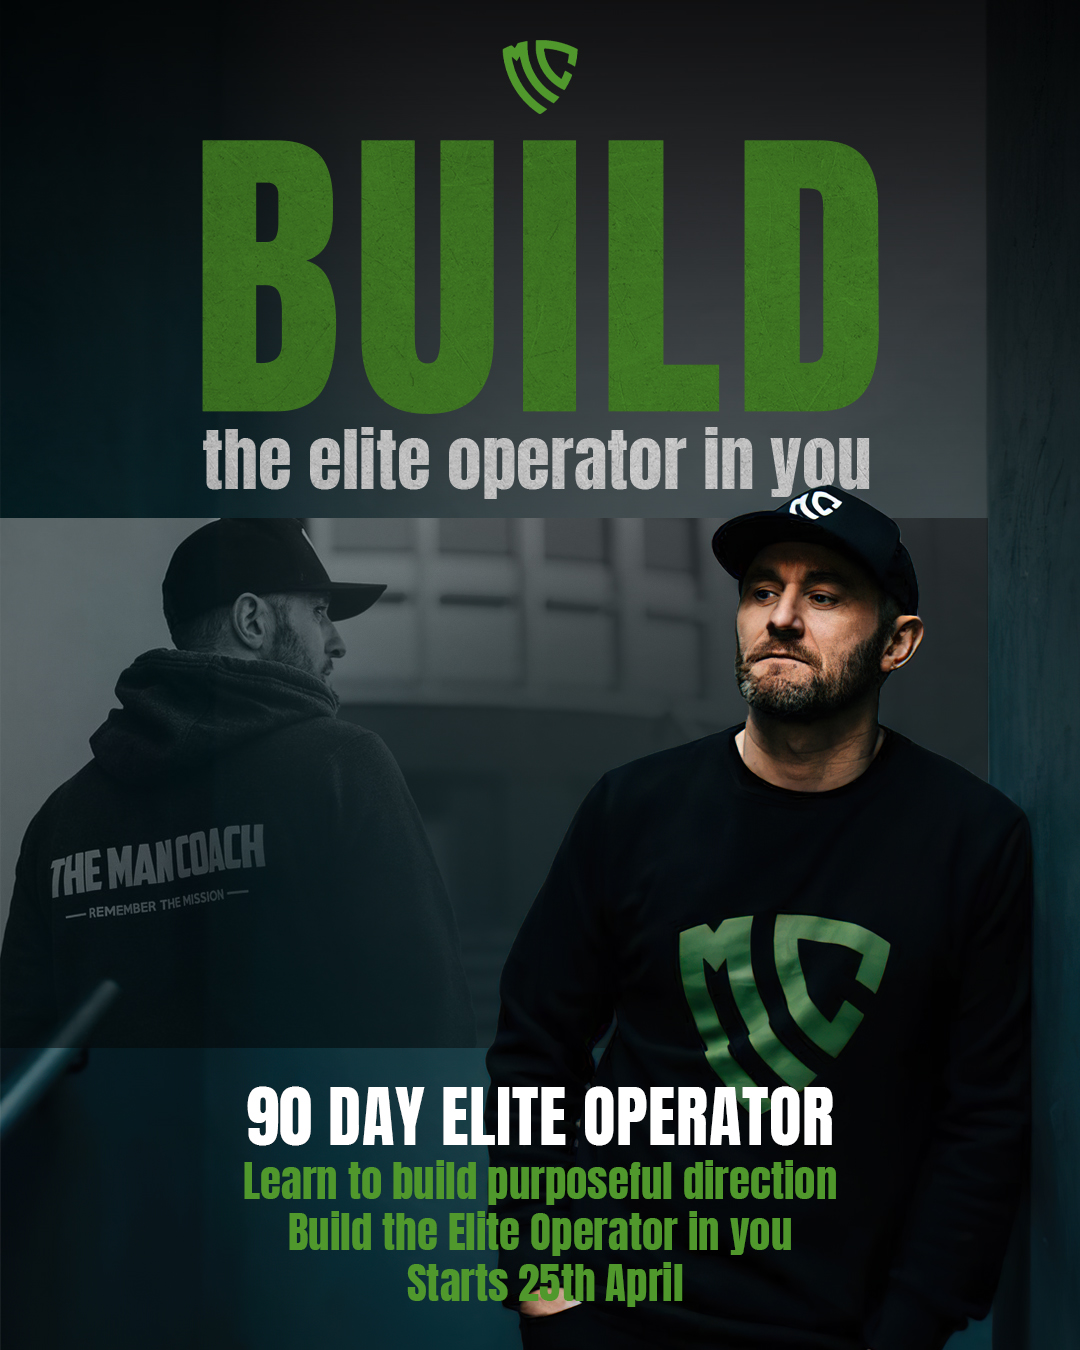 MC
BUILD
the elite operator in you
MC
THE MAN COACH
REMEMBER THE MISSION
MC
90 DAY ELITE OPERATOR
Learn to build purposeful direction
Build the Elite Operator in you
Starts 25th April